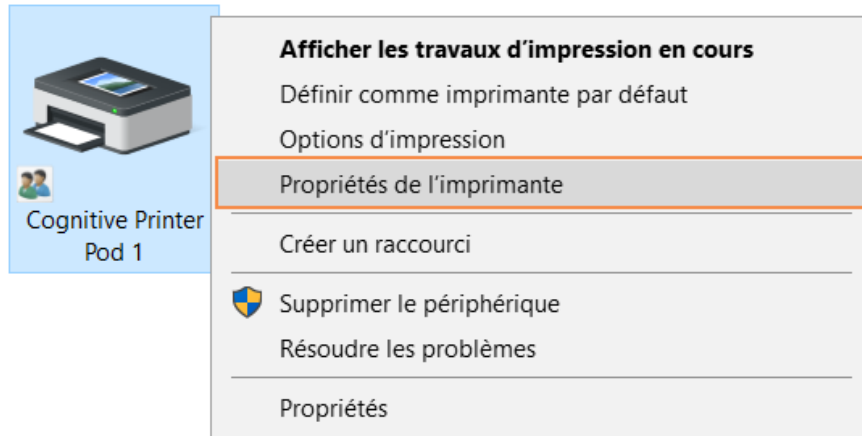 Cognitive Printer
Pod 1
Afficher les travaux d’impression en cours
Définir comme imprimante par défaut
Options d’impression
Propriétés de l’imprimante
Créer un raccourci
Supprimer le périphérique
Résoudre les problèmes
Propriétés